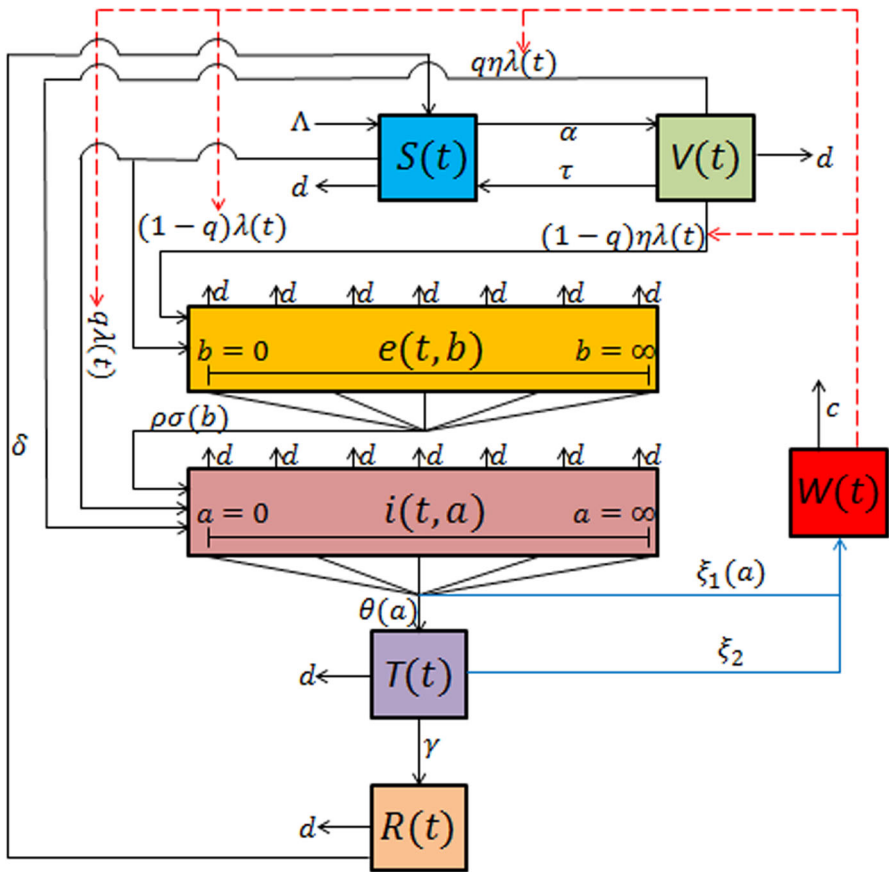 qηλ(t)
Λ
S(t)
α
V(t)
d
d
τ
(1 − q)λ(t)
(1 − q)ηλ(t)
qλ(t)
d d d d d d d
b = 0 e(t, b) b = ∞
ρσ(b)
c
δ
d d d d d d d
a = 0 i(t, a) a = ∞
W(t)
ξ₁(a)
θ(a)
d
T(t)
ξ₂
γ
d
R(t)